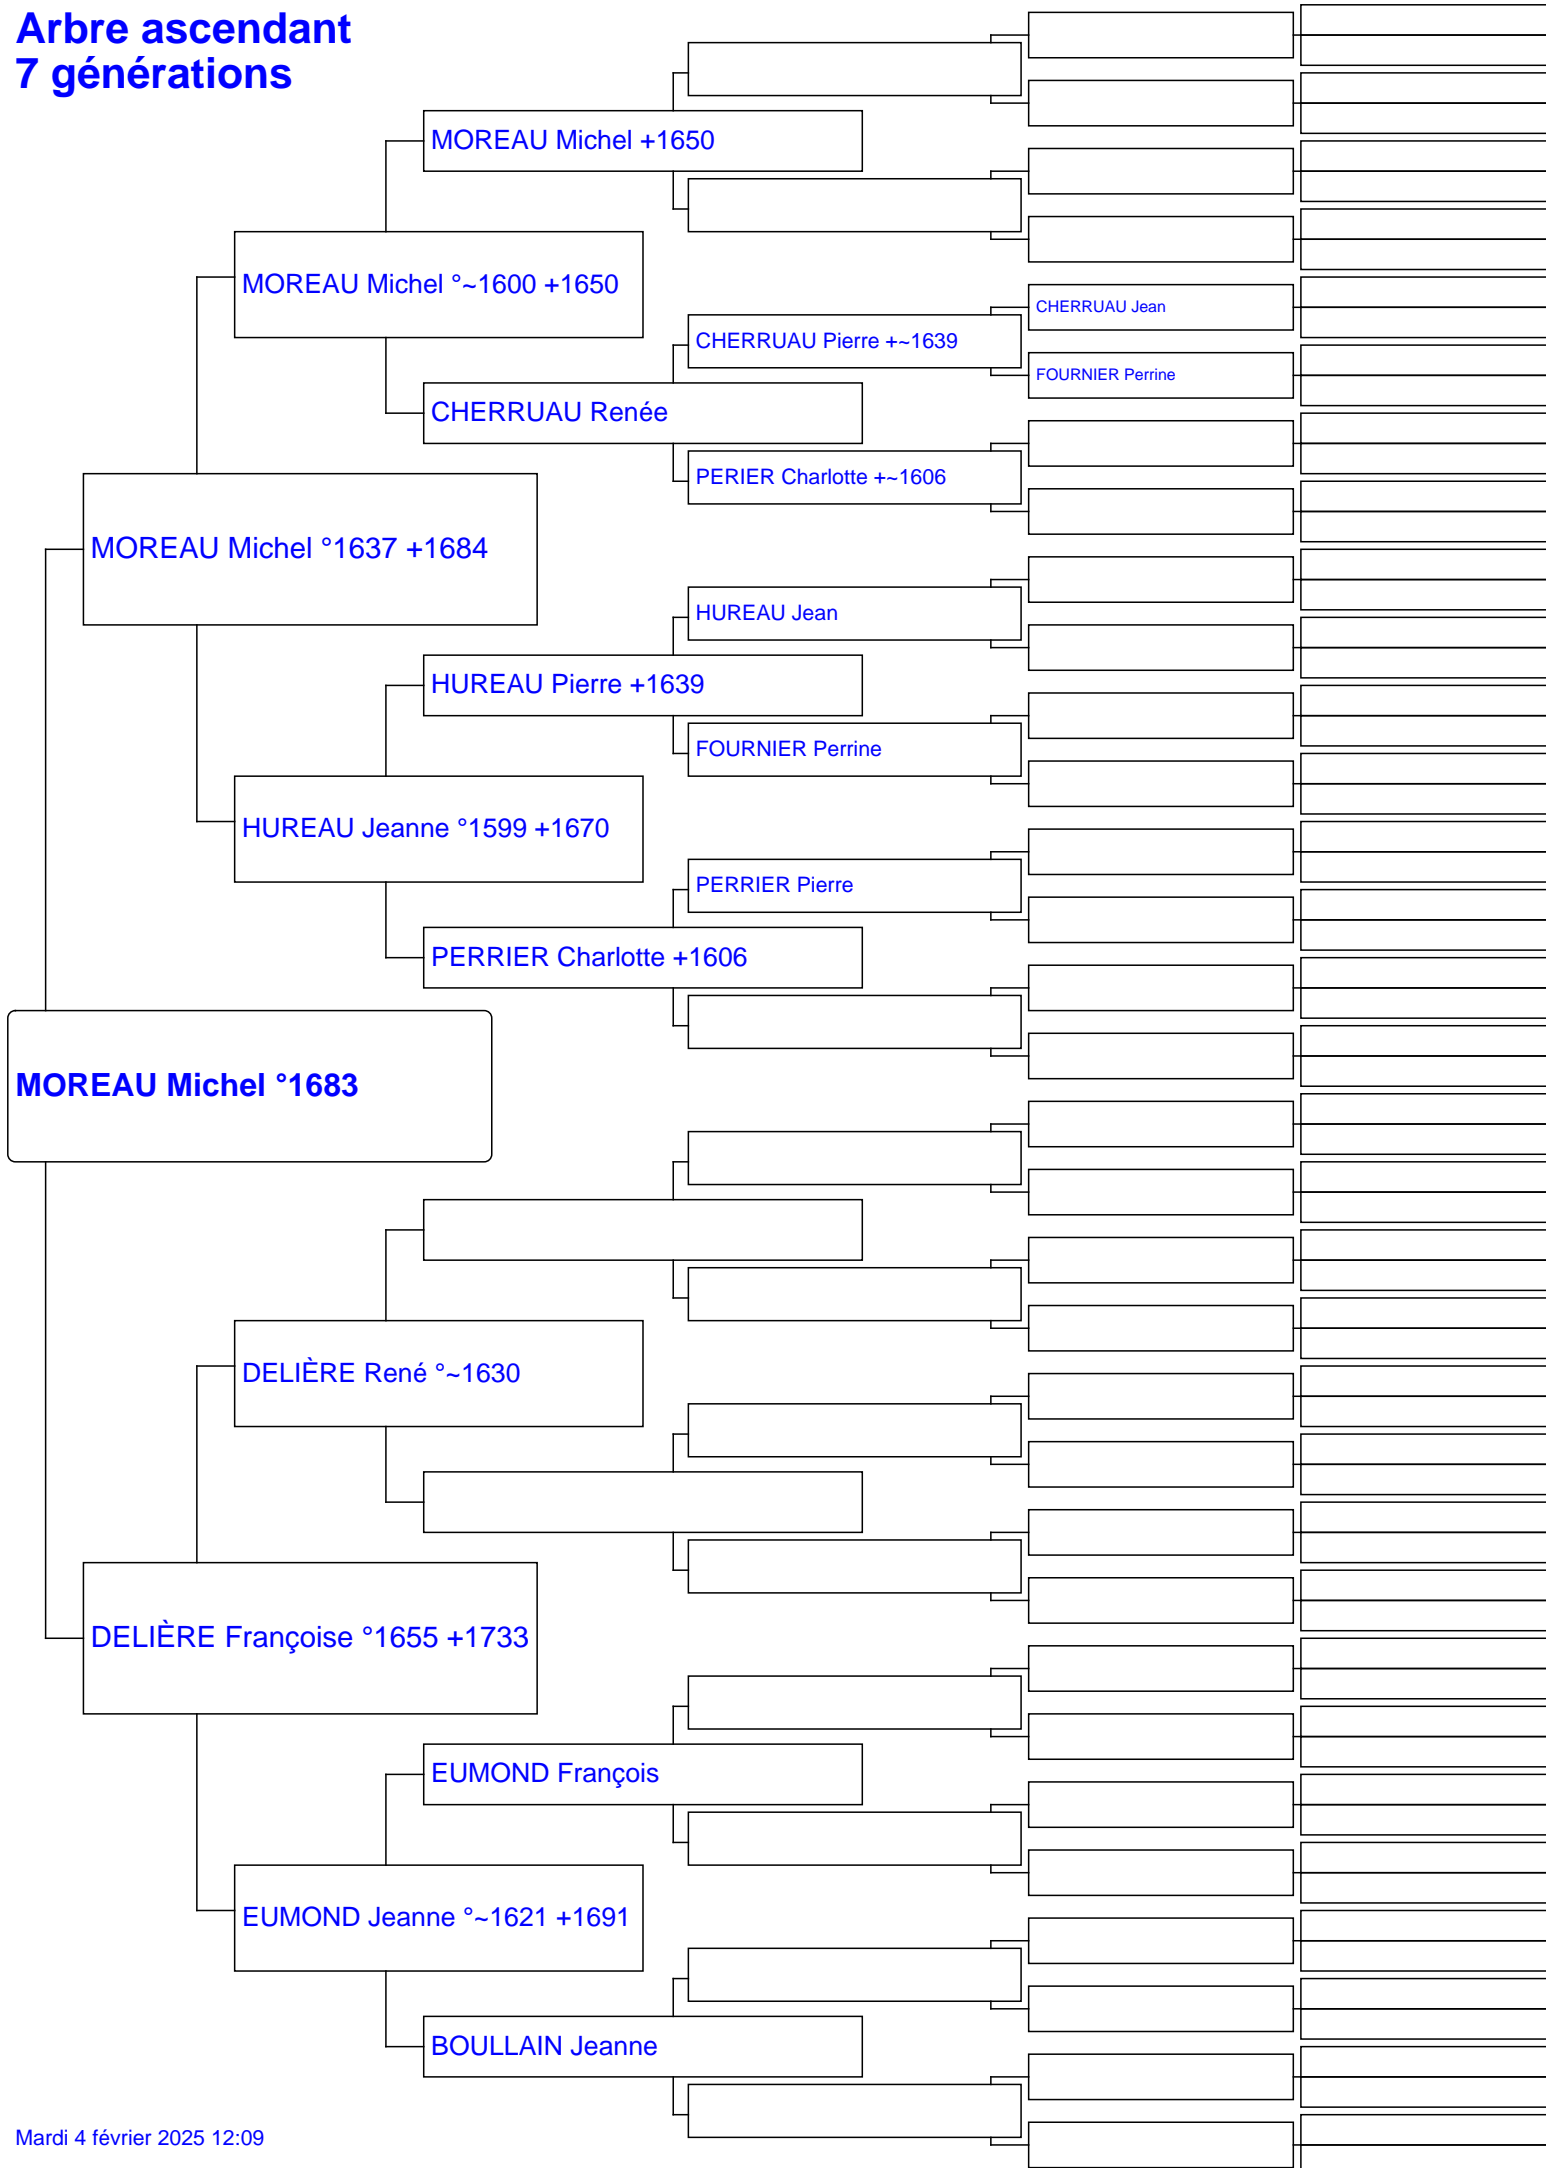 Arbre ascendant
7 générations
MOREAU Michel +1650
MOREAU Michel °~1600 +1650
CHERRUAU Jean
CHERRUAU Pierre +~1639
FOURNIER Perrine
CHERRUAU Renée
PERIER Charlotte +~1606
MOREAU Michel °1637 +1684
HUREAU Jean
HUREAU Pierre +1639
FOURNIER Perrine
HUREAU Jeanne °1599 +1670
PERRIER Pierre
PERRIER Charlotte +1606
MOREAU Michel °1683
DELIÈRE René °~1630
DELIÈRE Françoise °1655 +1733
EUMOND François
EUMOND Jeanne °~1621 +1691
BOULLAIN Jeanne
Mardi 4 février 2025 12:09